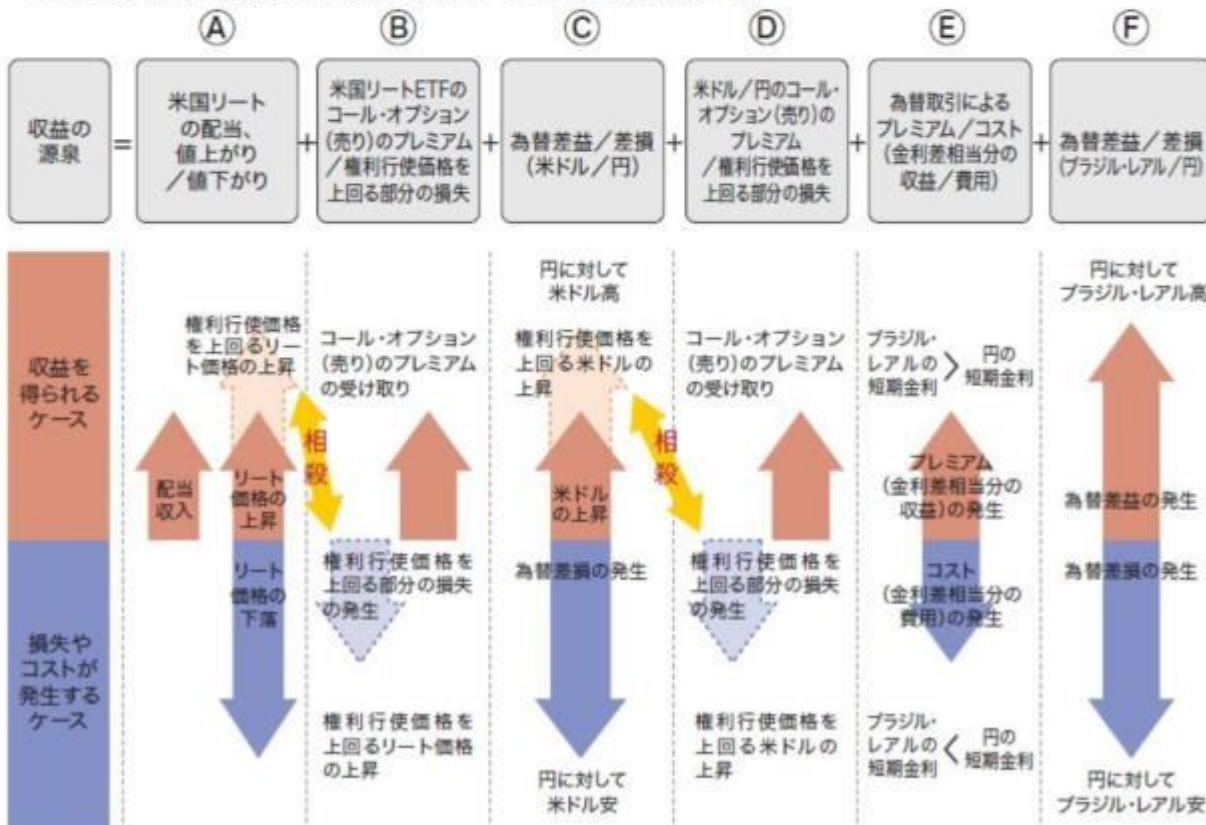 Ⓐ
Ⓑ
Ⓒ
Ⓓ
Ⓔ
Ⓕ
収益の
源泉
=
米国リート
の配当、
値上がり
／値下がり
+
米国リートETFの
コール・オプション
(売り)のプレミアム
／権利行使価格を
上回る部分の損失
+
為替差益／差損
(米ドル／円)
+
米ドル／円のコール・
オプション(売り)の
プレミアム
／権利行使価格を
上回る部分の損失
+
為替取引による
プレミアム／コスト
(金利差相当分の
収益／費用)
+
為替差益／差損
(ブラジル・レアル／円)
収益を
得られる
ケース
権利行使価格
を上回るリー
ト価格の上昇
配当
収入
リート
価格の
上昇
相殺
コール・オプション
(売り)のプレミアム
の受け取り
円に対して
米ドル高
権利行使価格を
上回る米ドルの
上昇
米ドル
の上昇
相殺
コール・オプション
(売り)のプレミアム
の受け取り
ブラジル・
レアルの
短期金利
＞
円の
短期金利
プレミアム
(金利差相当分の
収益)の発生
円に対して
ブラジル・レアル高
為替差益の発生
損失や
コストが
発生する
ケース
リート
価格の
下落
権利行使価格を
上回る部分の損失
の発生
権利行使価格を
上回るリート価格
の上昇
為替差損の発生
円に対して
米ドル安
権利行使価格を
上回る部分の損失
の発生
権利行使価格を
上回る米ドルの
上昇
コスト
(金利差相当分の
費用)の発生
ブラジル・
レアルの
短期金利
＜
円の
短期金利
為替差損の発生
円に対して
ブラジル・レアル安